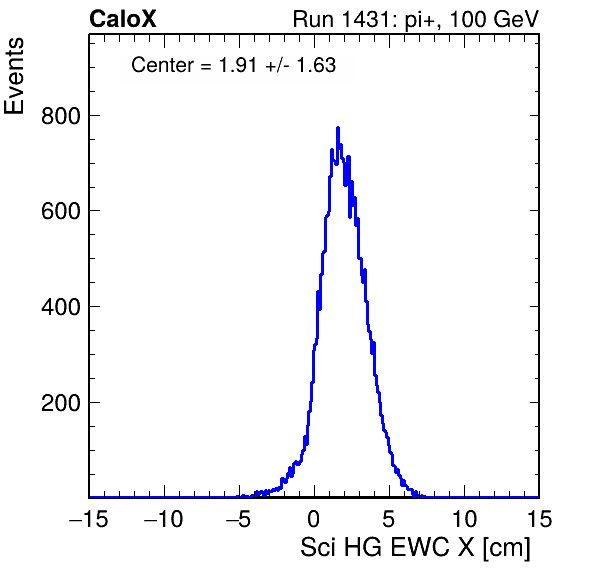 CaloX Run 1431: pi+, 100 GeV
Events
Center = 1.91 +/- 1.63
800
600
400
200
−15 −10 −5 0 5 10 15
Sci HG EWC X [cm]